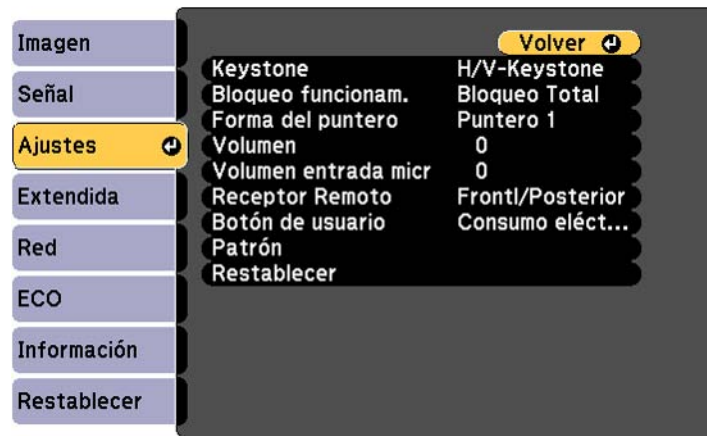 Imagen
Señal
Ajustes
Extendida
Red
ECO
Información
Restablecer
Volver
Keystone H/V-Keystone
Bloqueo funcionam. Bloqueo Total
Forma del puntero Puntero 1
Volumen 0
Volumen entrada micr 0
Receptor Remoto Frontl/Posterior
Botón de usuario Consumo eléct...
Patrón
Restablecer